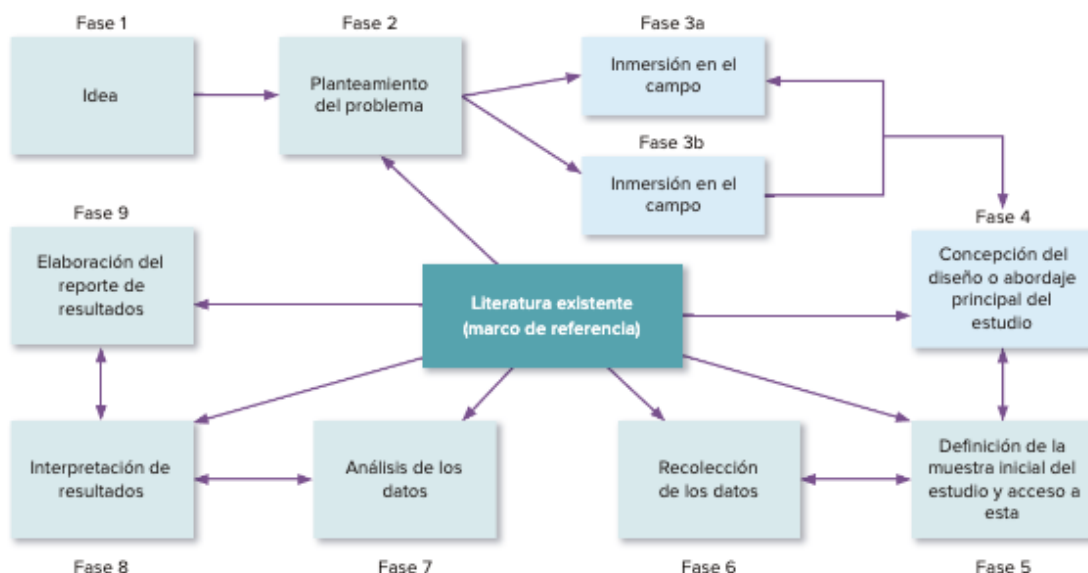 Fase 1
Idea
Fase 2
Planteamiento
del problema
Fase 3a
Inmersión en el
campo
Fase 3b
Inmersión en el
campo
Fase 4
Concepción del
diseño o abordaje
principal del
estudio
Fase 9
Elaboración del
reporte de
resultados
Literatura existente
(marco de referencia)
Interpretación de
resultados
Fase 8
Análisis de los
datos
Fase 7
Recolección
de los datos
Fase 6
Definición de la
muestra inicial del
estudio y acceso a
esta
Fase 5